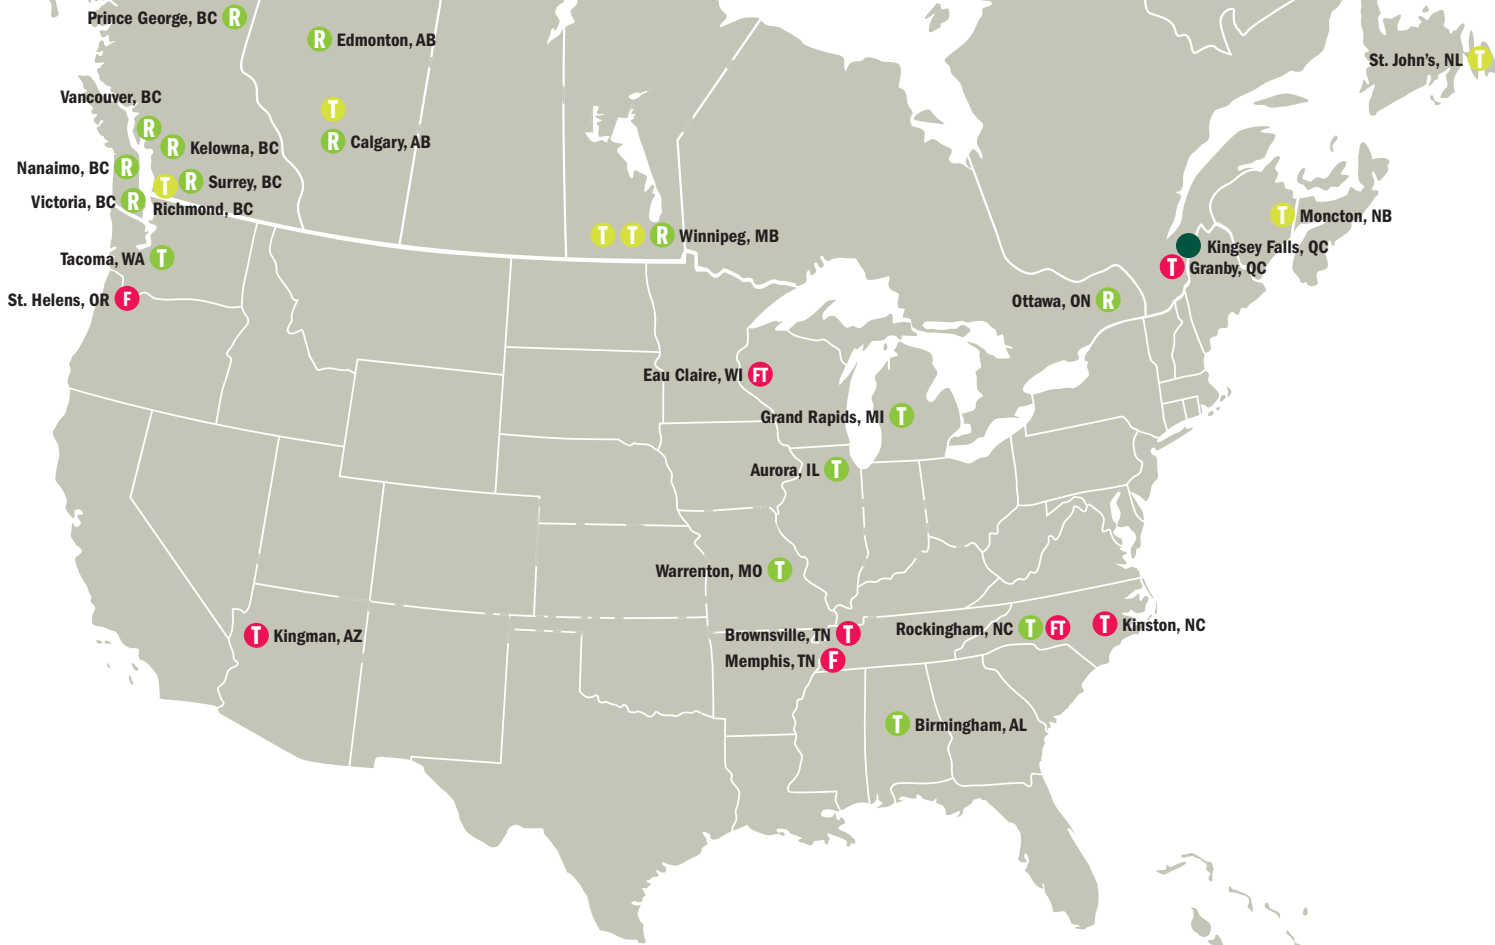 Prince George, BC R
R Edmonton, AB
St. John's, NL T
Vancouver, BC
R
T
R Calgary, AB
R Kelowna, BC
Nanaimo, BC R
T R Surrey, BC
Victoria, BC R
Richmond, BC
T T R Winnipeg, MB
T Moncton, NB
Kingsey Falls, QC
Tacoma, WA T
T Granby, QC
St. Helens, OR F
Ottawa, ON R
Eau Claire, WI FT
Grand Rapids, MI T
Aurora, IL T
Warrenton, MO T
T Kingman, AZ
Brownsville, TN T
Rockingham, NC T FT
T Kinston, NC
Memphis, TN F
T Birmingham, AL